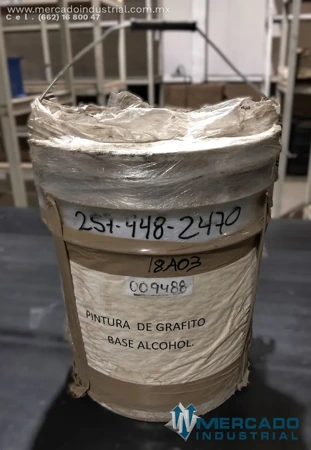 www.mercadoindustrial.com.mx
Cel. (662) 16 800 47
251-448-2470
18A03
009488
PINTURA DE GRAFITO
BASE ALCOHOL.
MERCADO
INDUSTRIAL